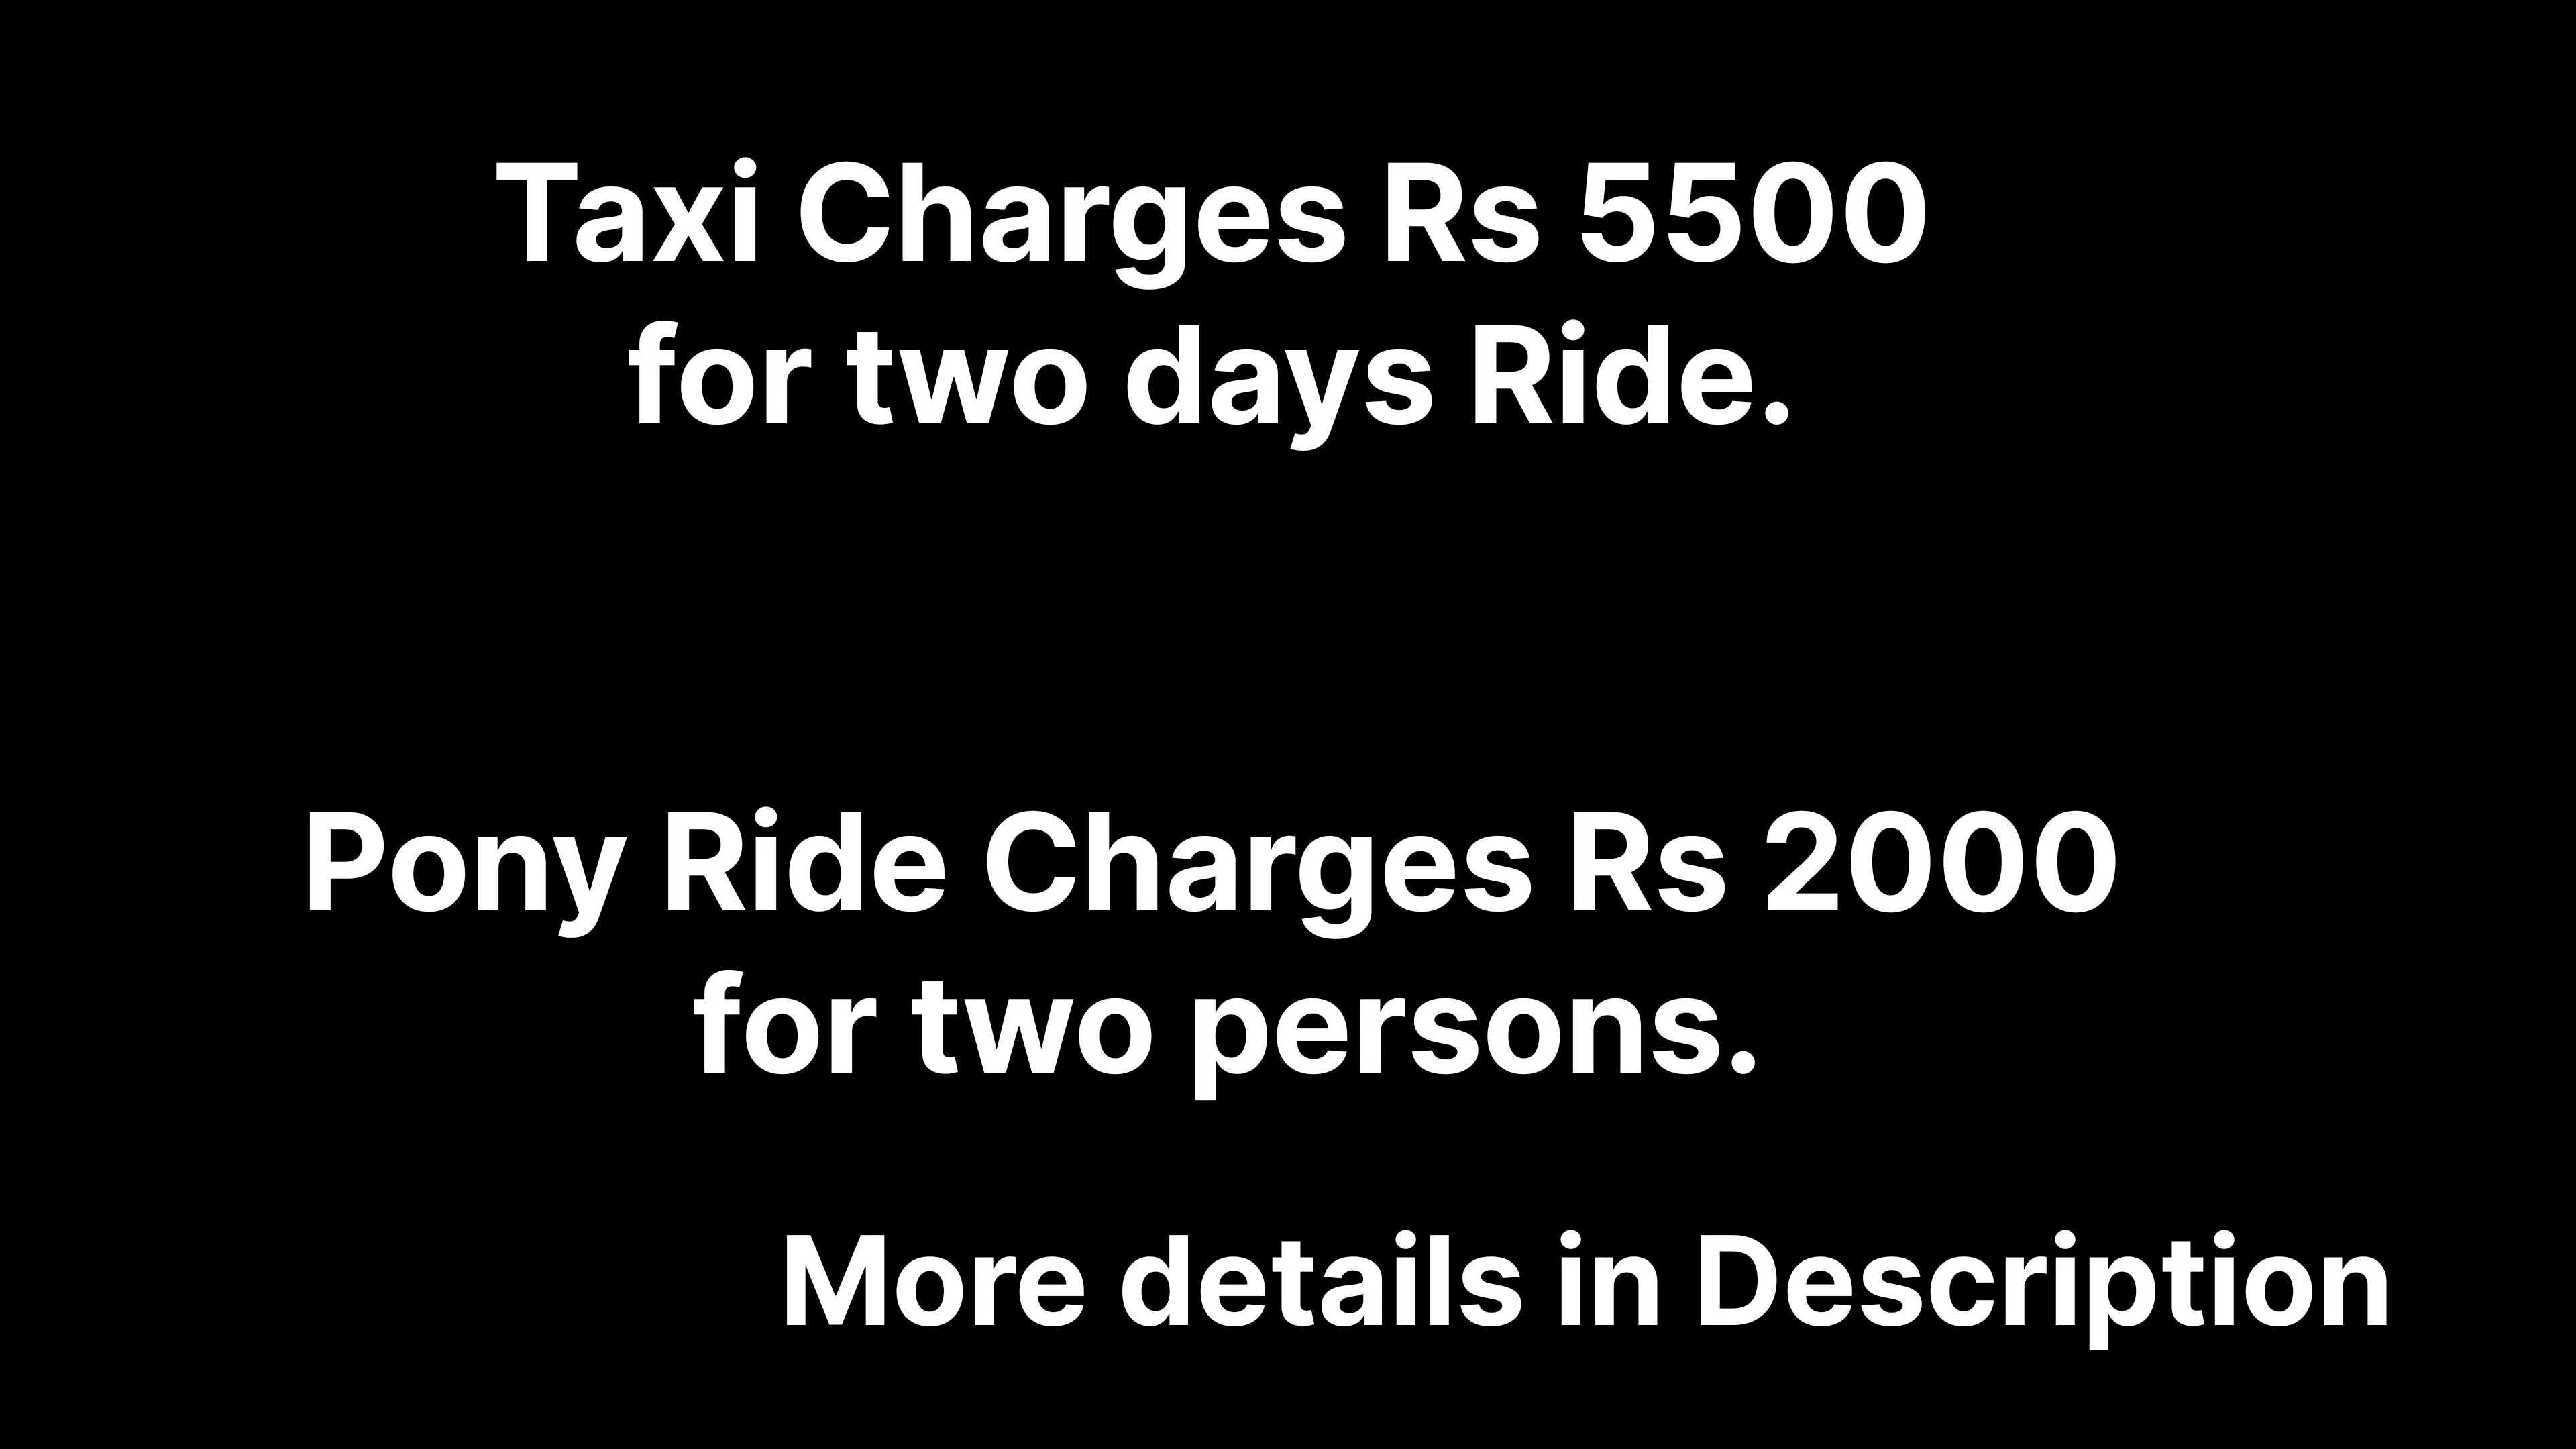 Taxi Charges Rs 5500
for two days Ride.
Pony Ride Charges Rs 2000
for two persons.
More details in Description